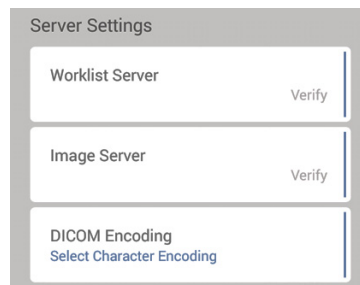 Server Settings
Worklist Server
Verify
Image Server
Verify
DICOM Encoding
Select Character Encoding